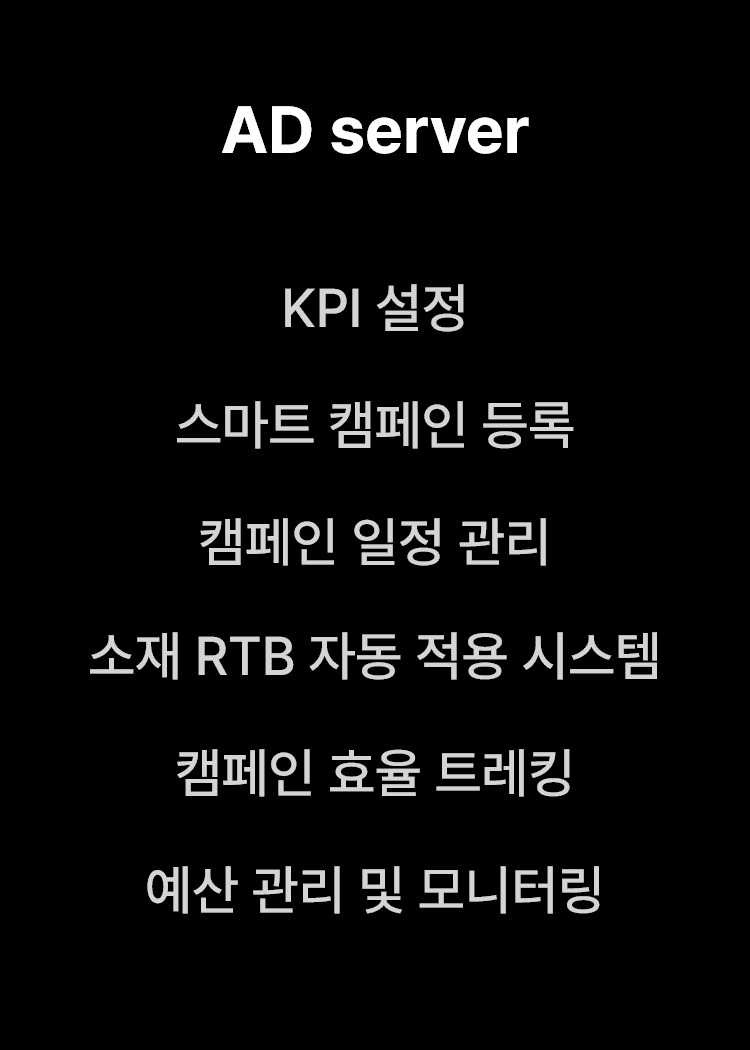 AD server
KPI 설정
스마트 캠페인 등록
캠페인 일정 관리
소재 RTB 자동 적용 시스템
캠페인 효율 트레킹
예산 관리 및 모니터링